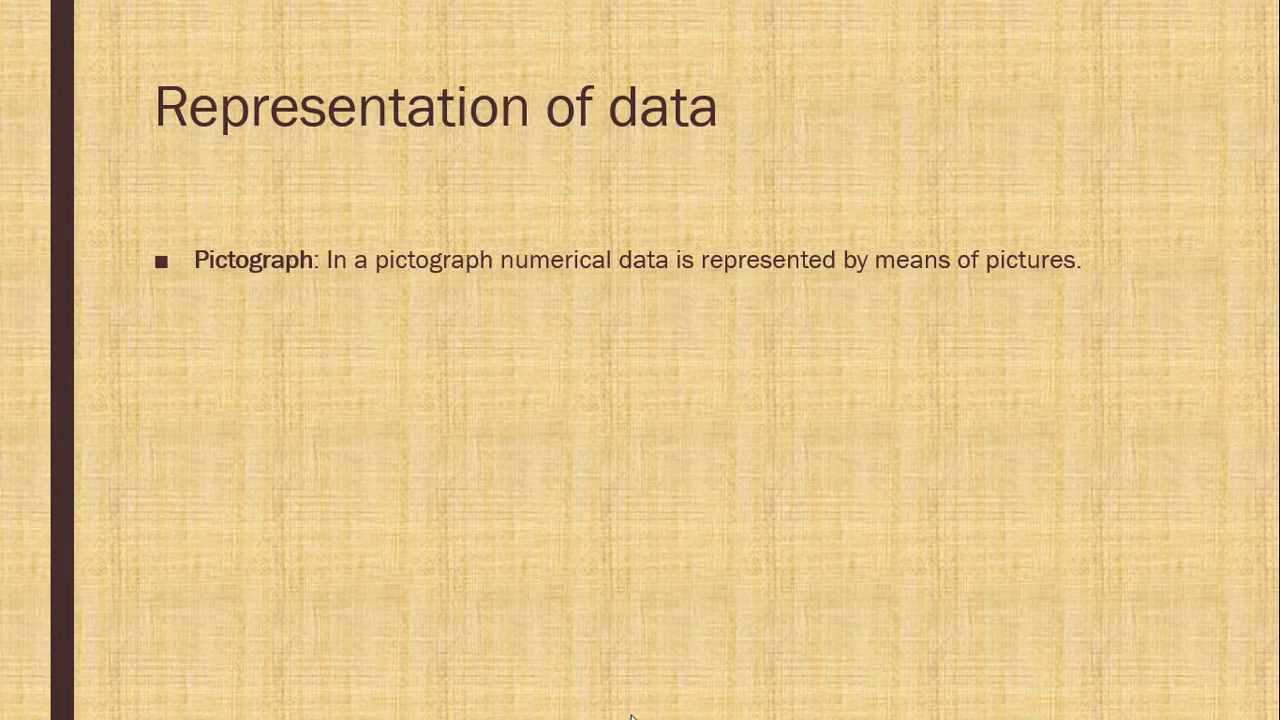 Representation of data
■ Pictograph: In a pictograph numerical data is represented by means of pictures.